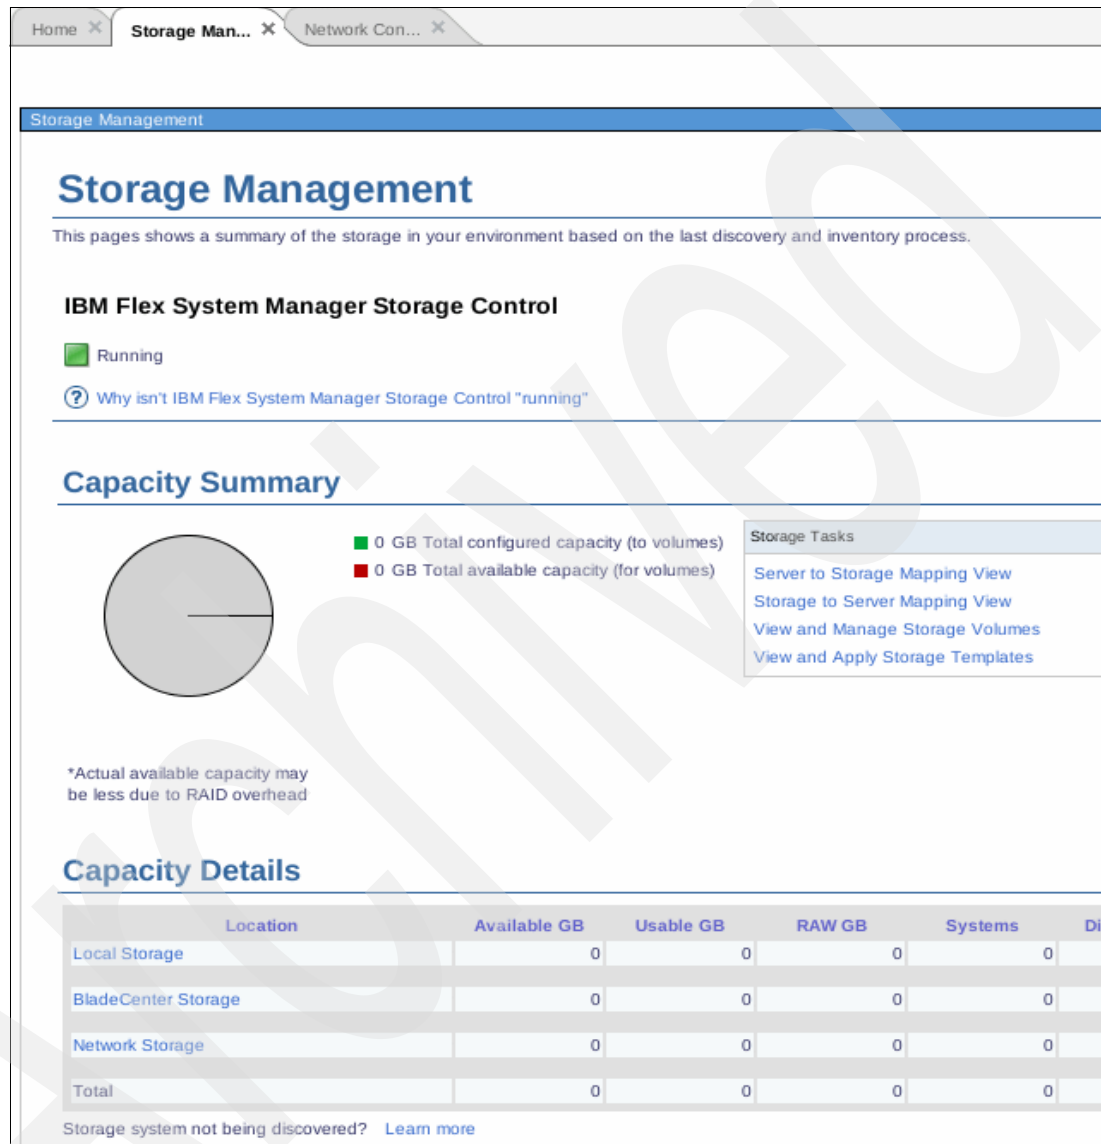 Home
Storage Man...
Network Con...
Storage Management
Storage Management
This pages shows a summary of the storage in your environment based on the last discovery and inventory process.
IBM Flex System Manager Storage Control
Running
? Why isn't IBM Flex System Manager Storage Control "running"
Capacity Summary
0 GB Total configured capacity (to volumes)
0 GB Total available capacity (for volumes)
Storage Tasks
Server to Storage Mapping View
Storage to Server Mapping View
View and Manage Storage Volumes
View and Apply Storage Templates
*Actual available capacity may
be less due to RAID overhead
Capacity Details
Location Available GB Usable GB RAW GB Systems Di
Local Storage 0 0 0 0
BladeCenter Storage 0 0 0 0
Network Storage 0 0 0 0
Total 0 0 0 0
Storage system not being discovered? Learn more
Archived